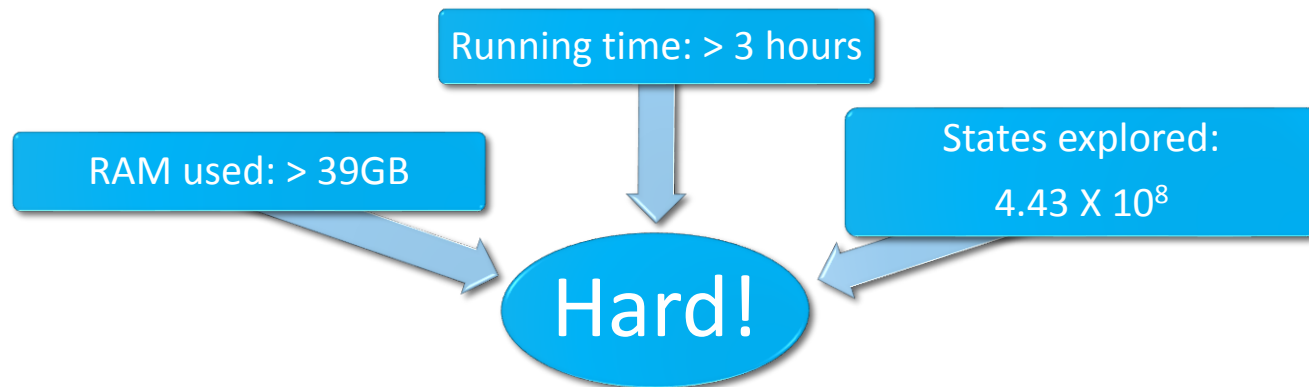 Running time: > 3 hours
RAM used: > 39GB
States explored:
4.43 X 10⁸
Hard!